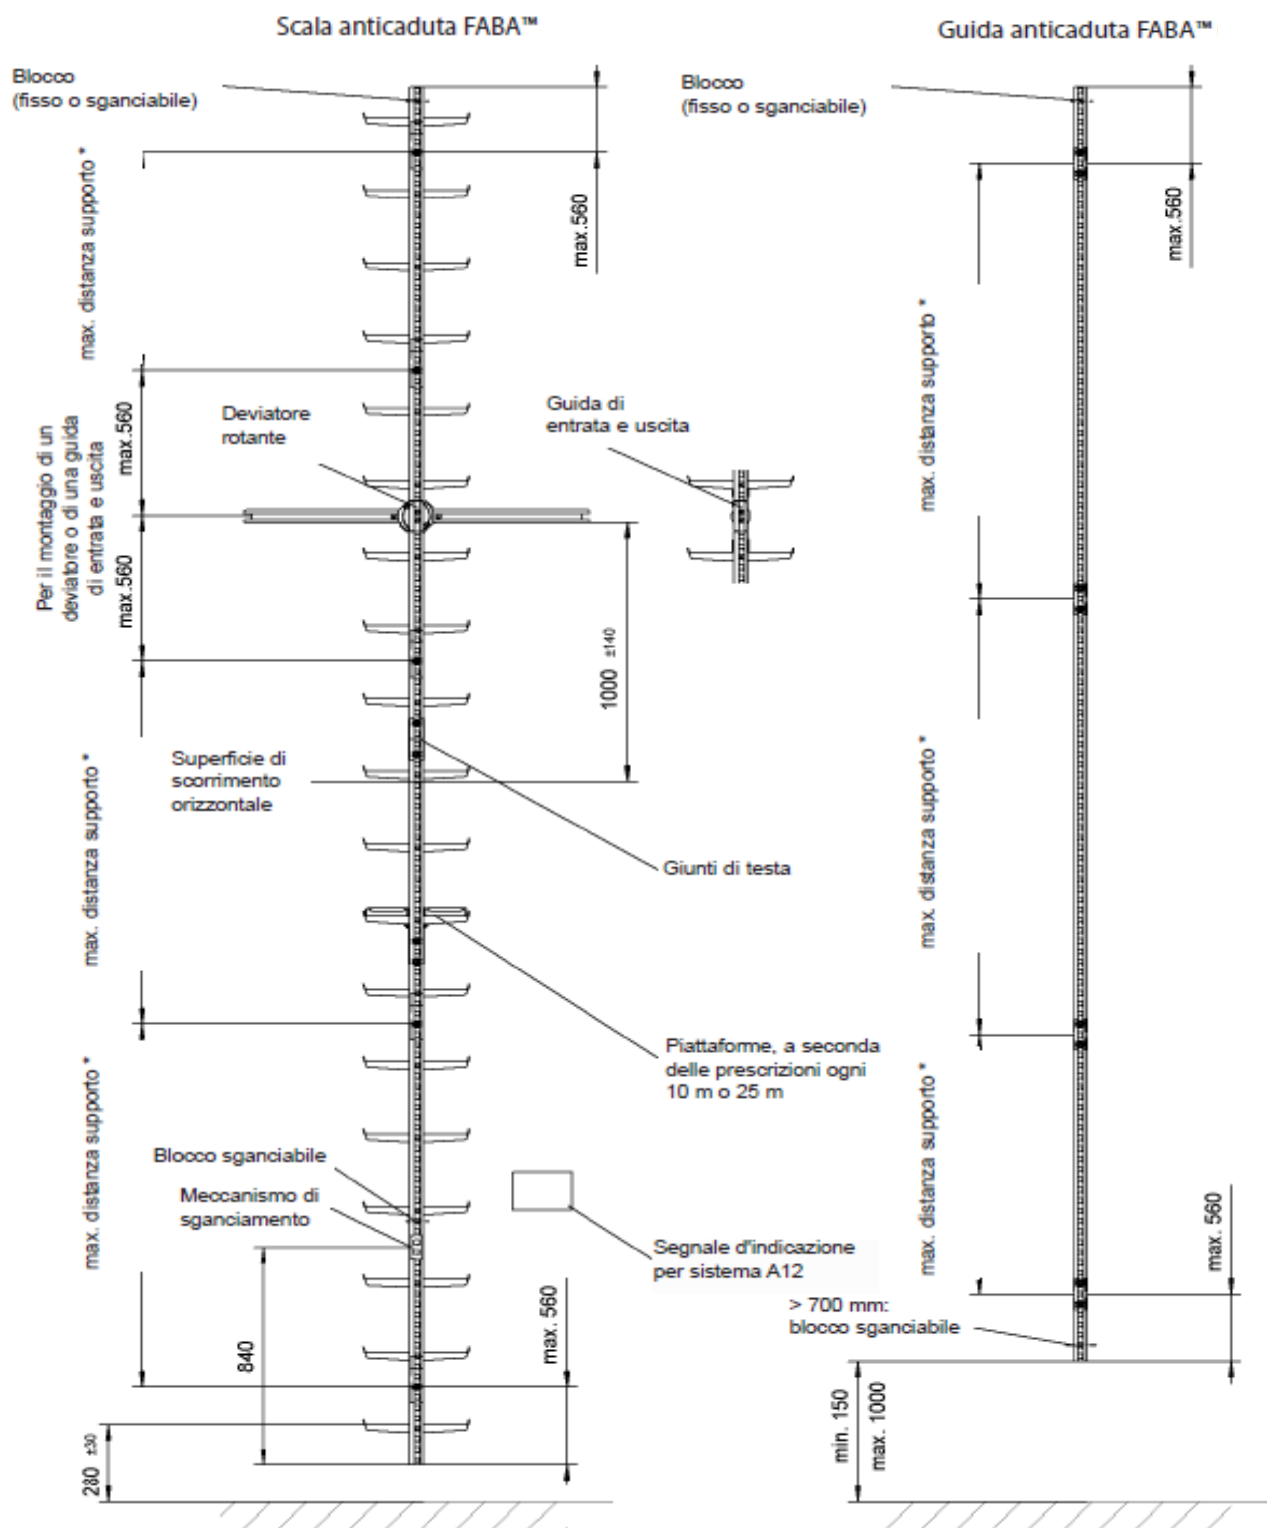 Scala anticaduta FABA™
Guida anticaduta FABA™
Blocco
(fisso o sganciabile)
Blocco
(fisso o sganciabile)
max. distanza supporto *
max.560
max.560
max. distanza supporto *
Per il montaggio di un
deviatore o di una guida
di entrata e uscita
max.560
max.560
Deviatore
rotante
Guida di
entrata e uscita
1000 ±140
Superficie di
scorrimento
orizzontale
max. distanza supporto *
max. distanza supporto *
Giunti di testa
Piattaforme, a seconda
delle prescrizioni ogni
10 m o 25 m
max. distanza supporto *
max. distanza supporto *
Blocco sganciabile
Meccanismo di
sganciamento
Segnale d'indicazione
per sistema A12
max. 560
> 700 mm:
blocco sganciabile
max. 560
840
280 ±30
min. 150
max. 1000